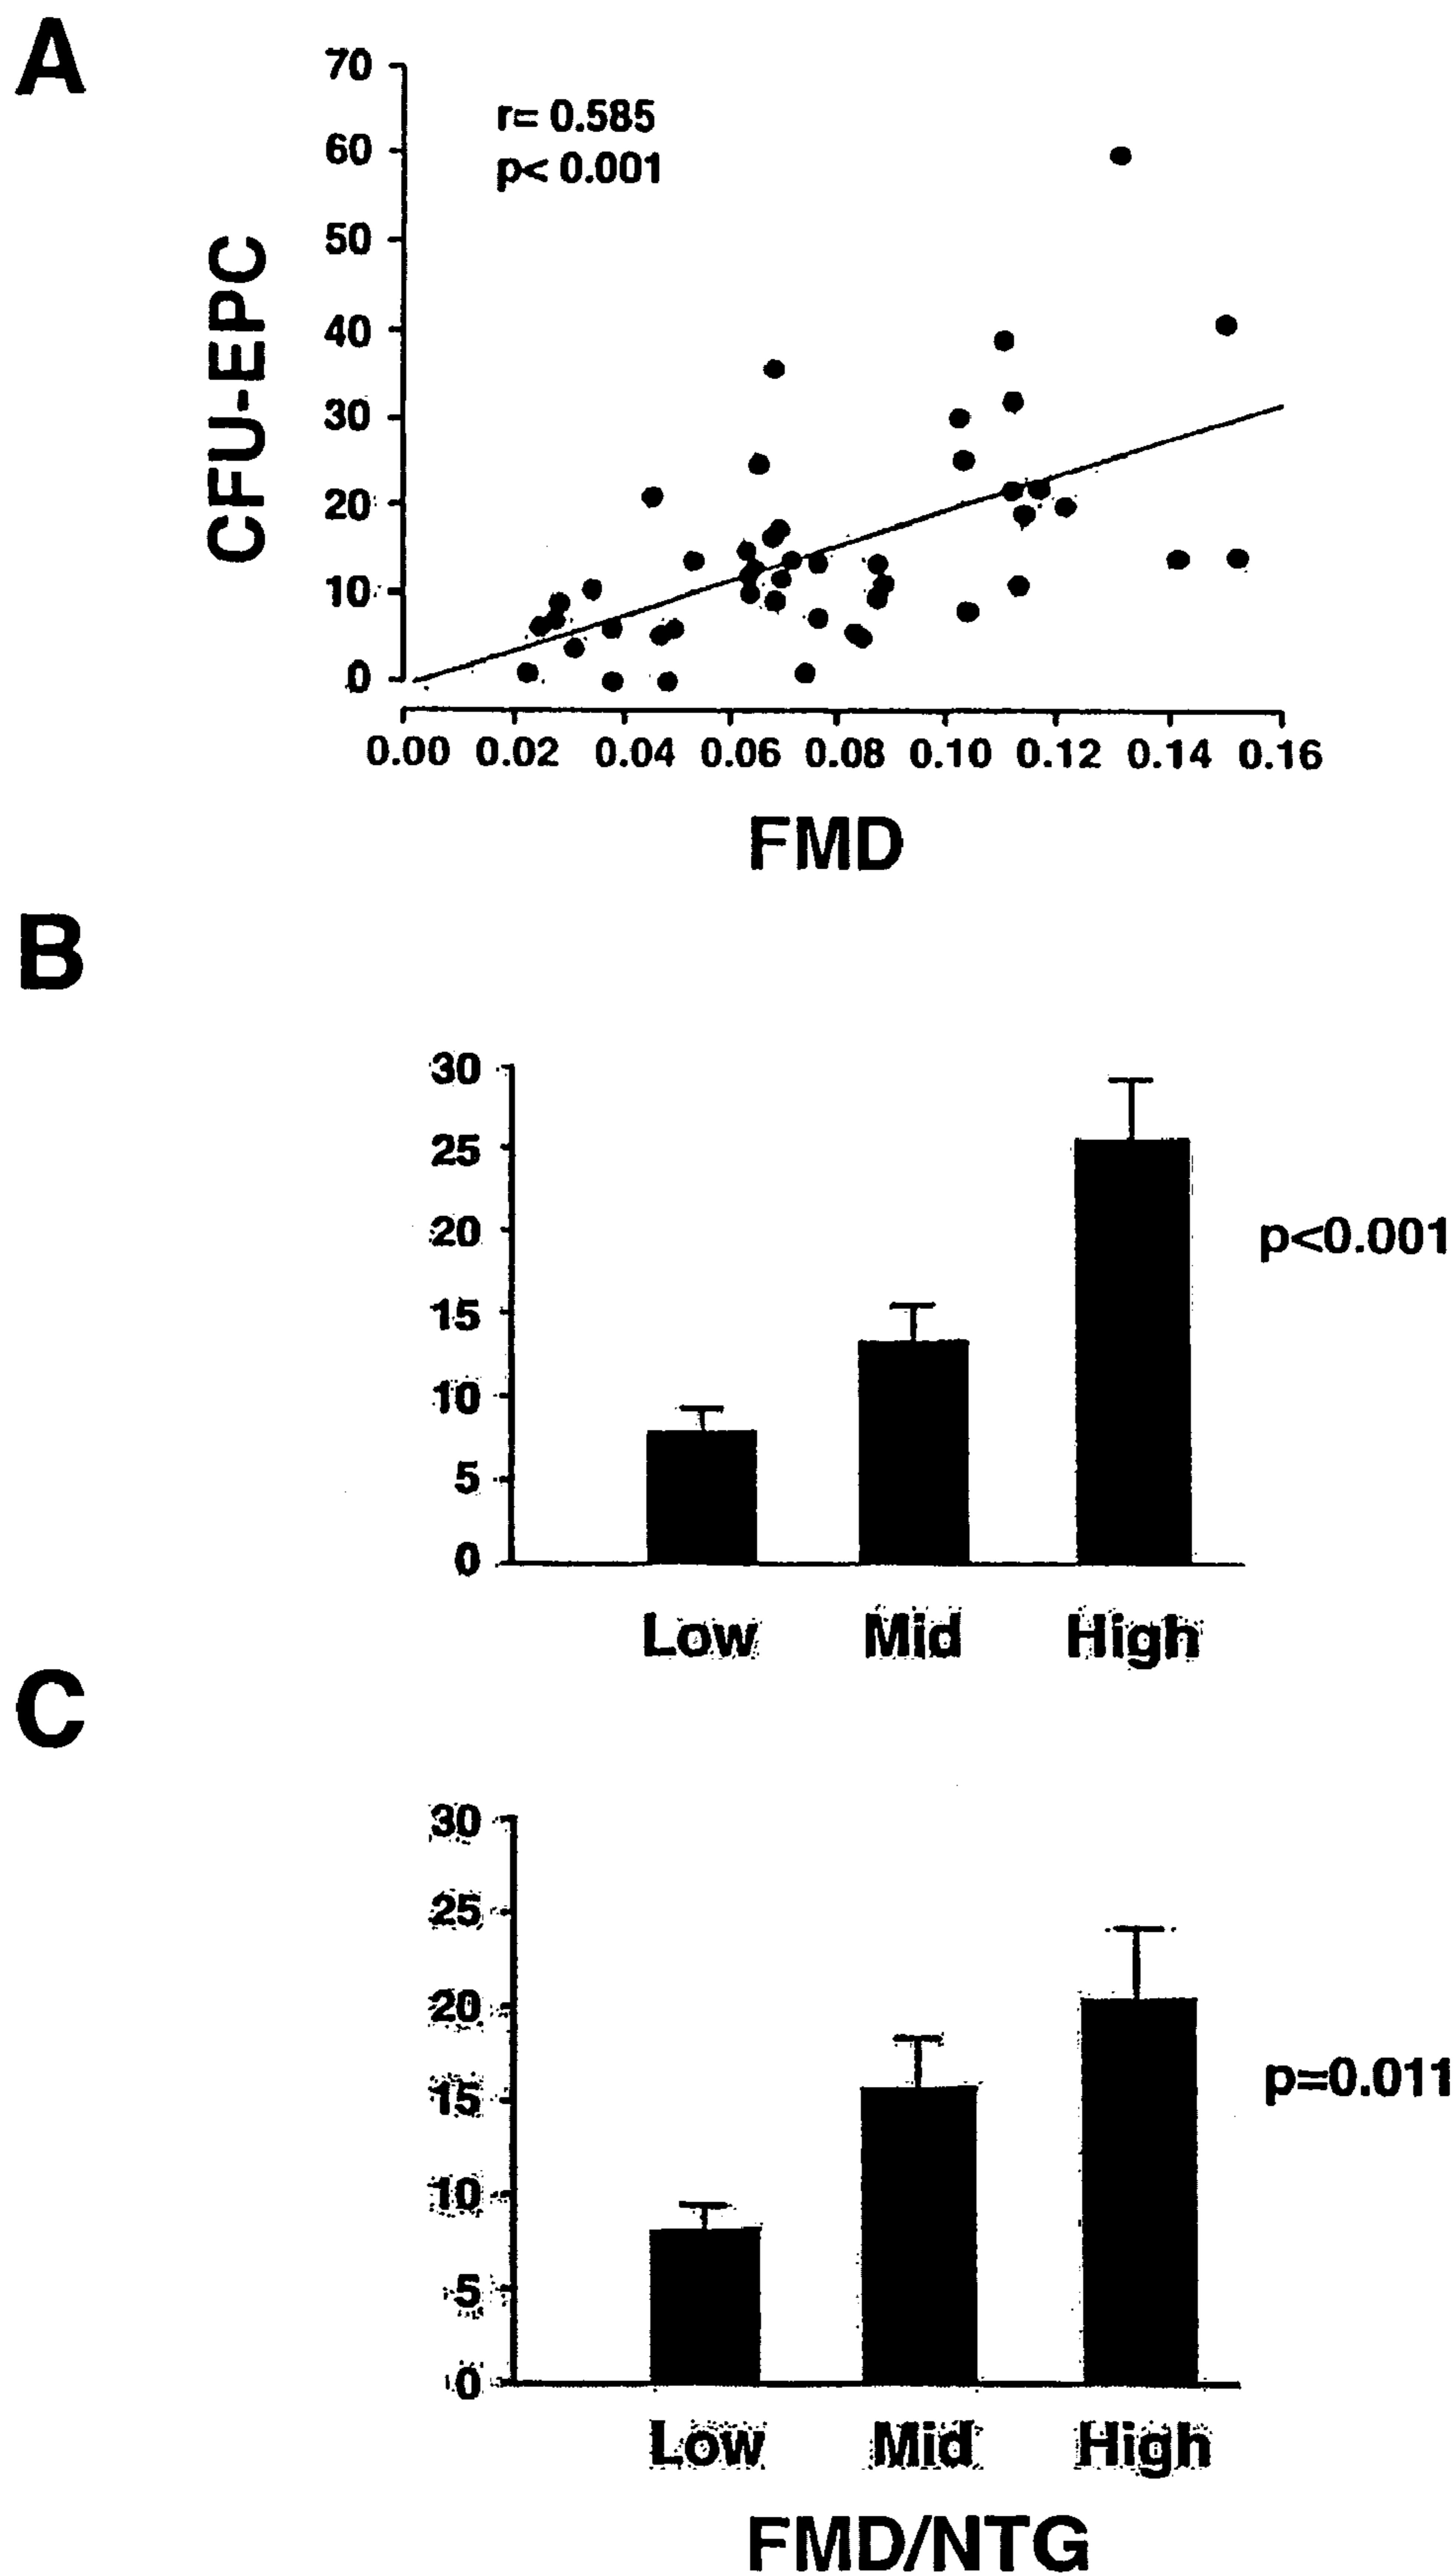 A
70
r= 0.585
60
p< 0.001
50
CFU-EPC
40
30
20
10
0
0.00 0.02 0.04 0.06 0.08 0.10 0.12 0.14 0.16
FMD
B
30
25
20
p<0.001
15
10
5
0
Low Mid High
C
30
25
20
15
p=0.011
10
5
0
Low Mid High
FMD/NTG